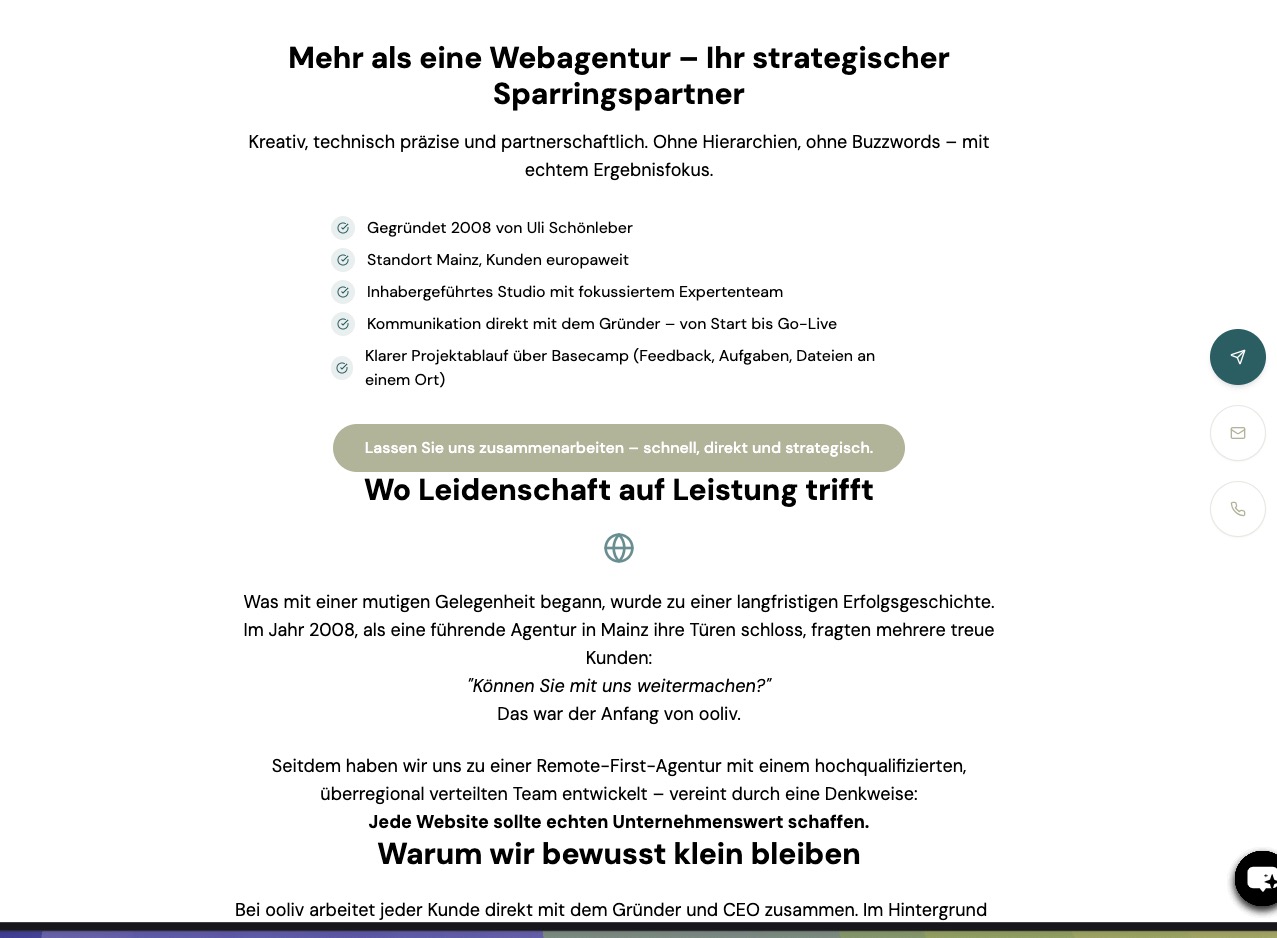 Mehr als eine Webagentur – Ihr strategischer
Sparringspartner
Kreativ, technisch präzise und partnerschaftlich. Ohne Hierarchien, ohne Buzzwords – mit
echtem Ergebnisfokus.
Gegründet 2008 von Uli Schönleber
Standort Mainz, Kunden europaweit
Inhabergeführtes Studio mit fokussiertem Expertenteam
Kommunikation direkt mit dem Gründer – von Start bis Go-Live
Klarer Projektablauf über Basecamp (Feedback, Aufgaben, Dateien an
einem Ort)
Lassen Sie uns zusammenarbeiten – schnell, direkt und strategisch.
Wo Leidenschaft auf Leistung trifft
Was mit einer mutigen Gelegenheit begann, wurde zu einer langfristigen Erfolgsgeschichte.
Im Jahr 2008, als eine führende Agentur in Mainz ihre Türen schloss, fragten mehrere treue
Kunden:
"Können Sie mit uns weitermachen?"
Das war der Anfang von ooliv.
Seitdem haben wir uns zu einer Remote-First-Agentur mit einem hochqualifizierten,
überregional verteilten Team entwickelt – vereint durch eine Denkweise:
Jede Website sollte echten Unternehmenswert schaffen.
Warum wir bewusst klein bleiben
Bei ooliv arbeitet jeder Kunde direkt mit dem Gründer und CEO zusammen. Im Hintergrund